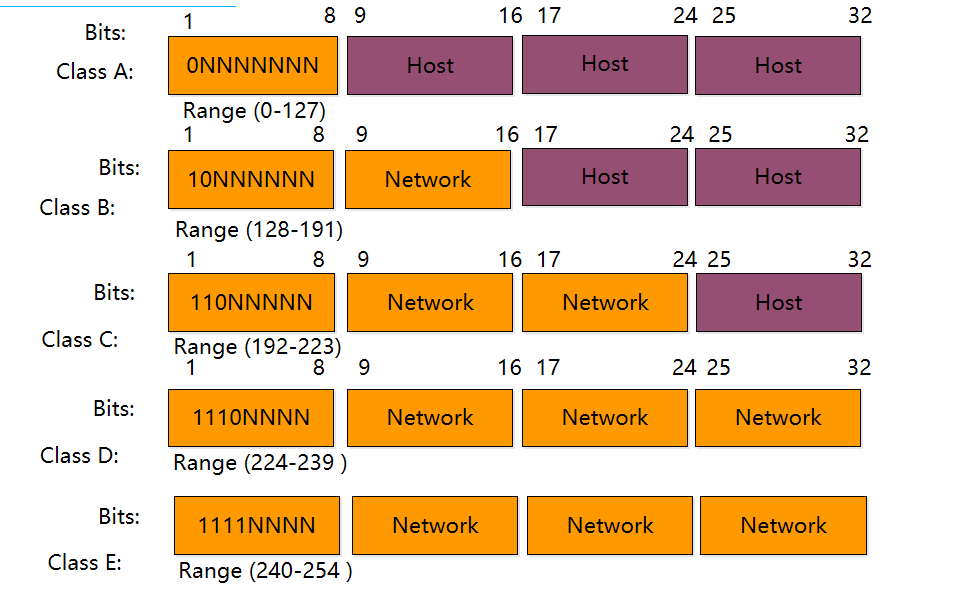 1 8 9 16 17 24 25 32
Bits:
Class A: 0NNNNNNN Host Host Host
Range (0-127)
1 8 9 16 17 24 25 32
Bits: 10NNNNNN Network Host Host
Class B:
Range (128-191)
1 8 9 16 17 24 25 32
Bits: 110NNNNN Network Network Host
Class C:
Range (192-223)
1 8 9 16 17 24 25 32
Bits: 1110NNNN Network Network Network
Class D:
Range (224-239 )
Bits: 1111NNNN Network Network Network
Class E:
Range (240-254 )